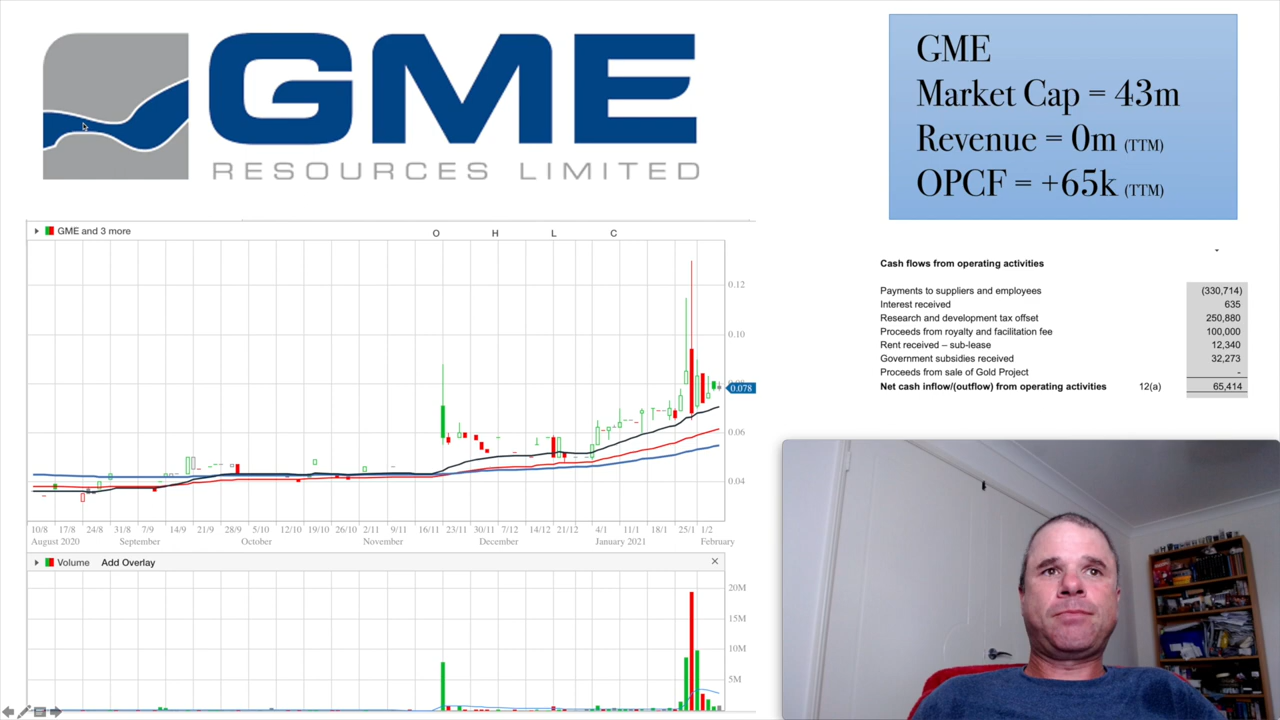 GME
RESOURCES LIMITED
GME
Market Cap = 43m
Revenue = 0m (TTM)
OPCF = +65k (TTM)
GME and 3 more
O H L C
0.12
0.10
0.078
0.06
0.04
10/8 17/8 24/8 31/8 7/9 14/9 21/9 28/9 5/10 12/10 19/10 26/10 2/11 9/11 16/11 23/11 30/11 7/12 14/12 21/12 4/1 11/1 18/1 25/1 1/2
August 2020 September October November December January 2021 February
Volume Add Overlay
20M
15M
10M
5M
Cash flows from operating activities
Payments to suppliers and employees (330,714)
Interest received 635
Research and development tax offset 250,880
Proceeds from royalty and facilitation fee 100,000
Rent received – sub-lease 12,340
Government subsidies received 32,273
Proceeds from sale of Gold Project -
Net cash inflow/(outflow) from operating activities 12(a) 65,414